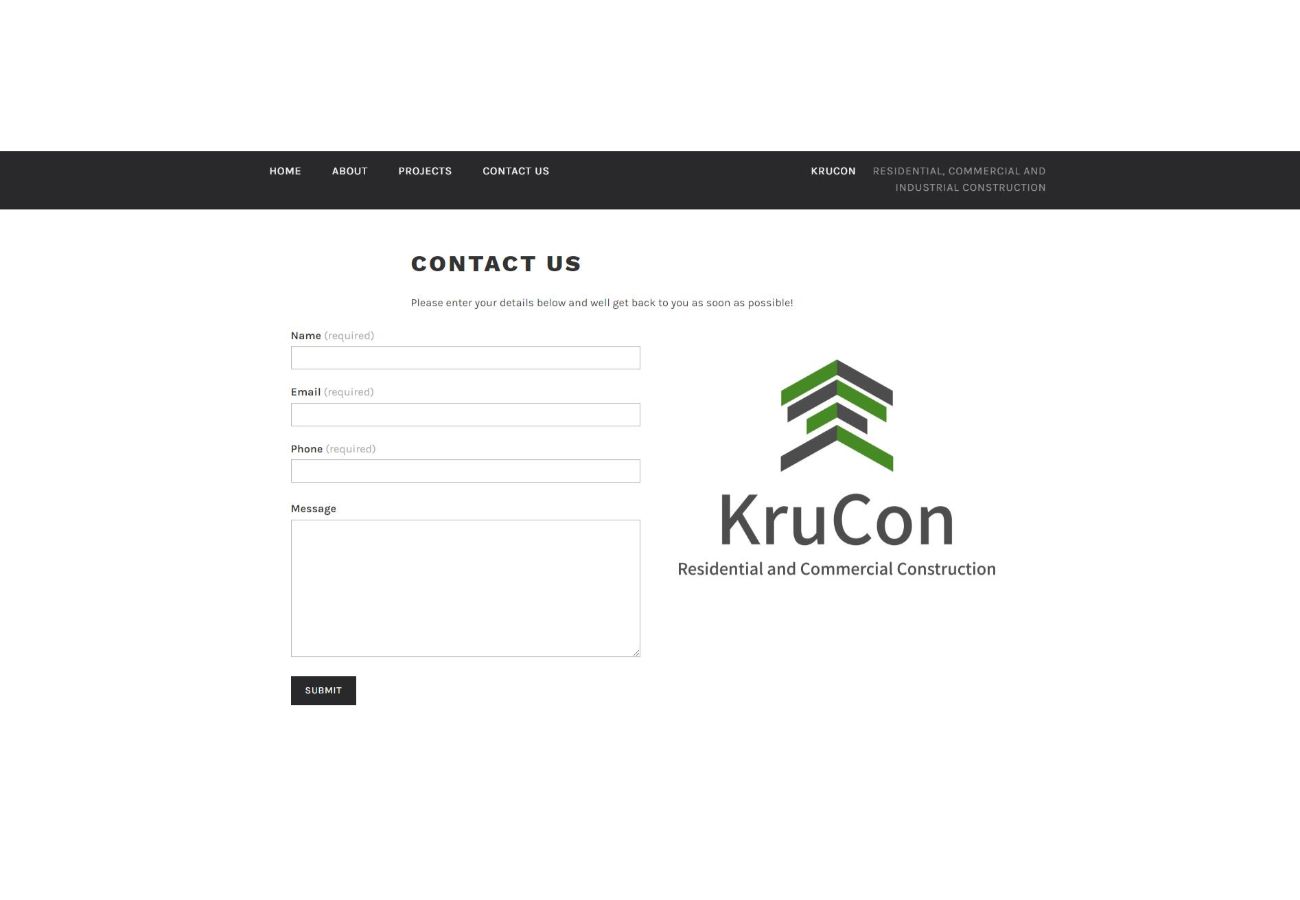 HOME ABOUT PROJECTS CONTACT US KRUCON RESIDENTIAL, COMMERCIAL AND
INDUSTRIAL CONSTRUCTION
CONTACT US
Please enter your details below and well get back to you as soon as possible!
Name (required)
Email (required)
Phone (required)
Message
SUBMIT
KruCon
Residential and Commercial Construction